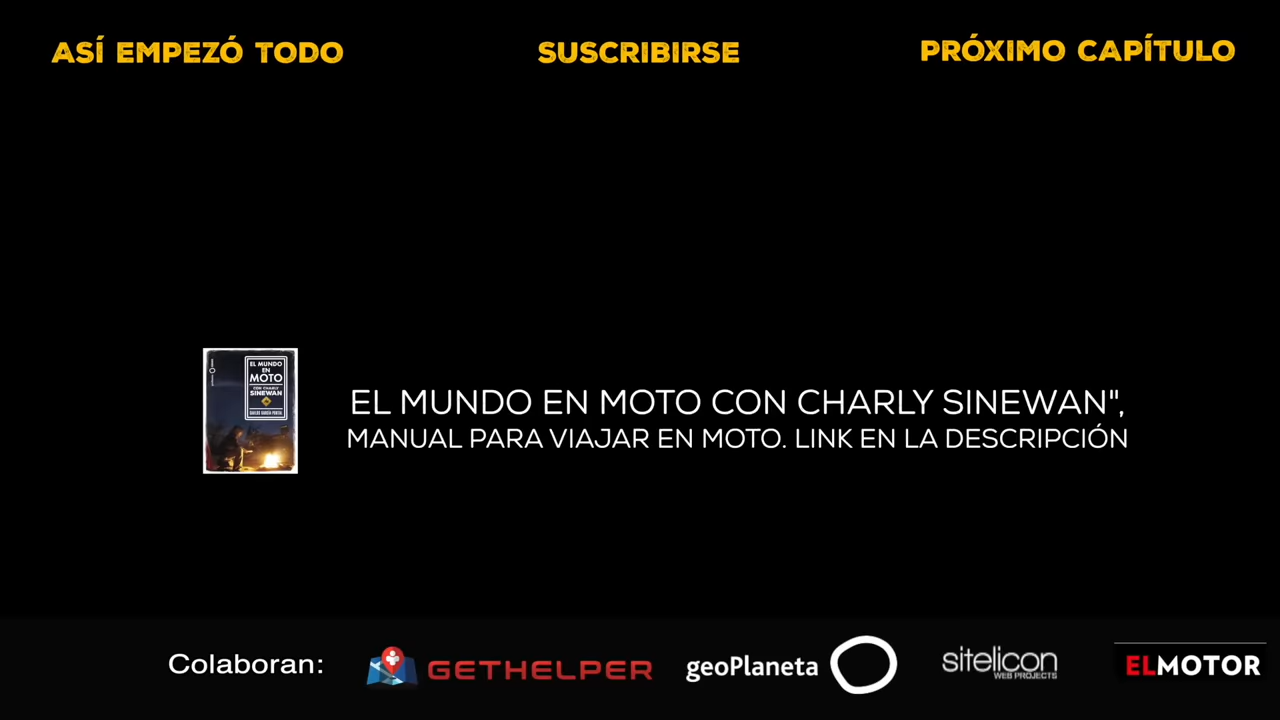 ASÍ EMPEZÓ TODO
SUSCRIBIRSE
PRÓXIMO CAPÍTULO
EL MUNDO
EN
MOTO
CON CHARLY
SINEWAN
EL MUNDO EN MOTO CON CHARLY SINEWAN",
MANUAL PARA VIAJAR EN MOTO. LINK EN LA DESCRIPCIÓN
Colaboran:
GETHELPER
geoPlaneta
sitelicon
WEB PROJECTS
ELMOTOR